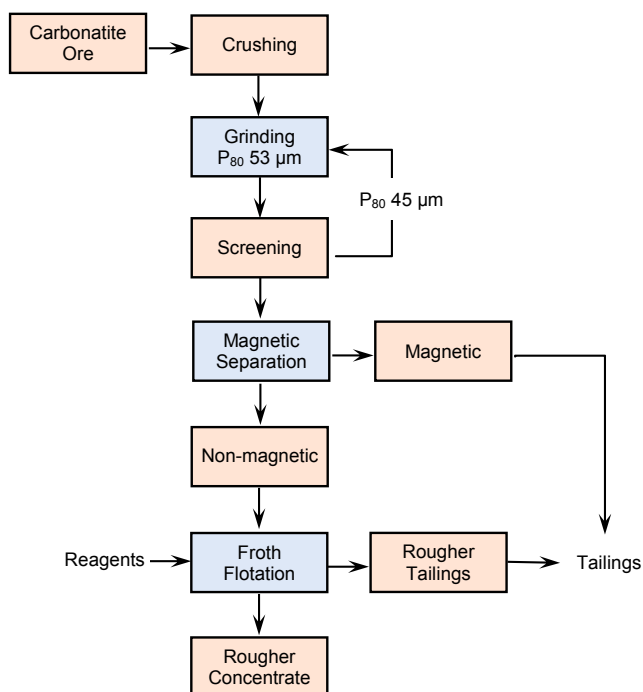 Carbonatite
Ore
Crushing
Grinding
P₈₀ 53 µm
P₈₀ 45 µm
Screening
Magnetic
Separation
Magnetic
Non-magnetic
Reagents
Froth
Flotation
Rougher
Tailings
Tailings
Rougher
Concentrate